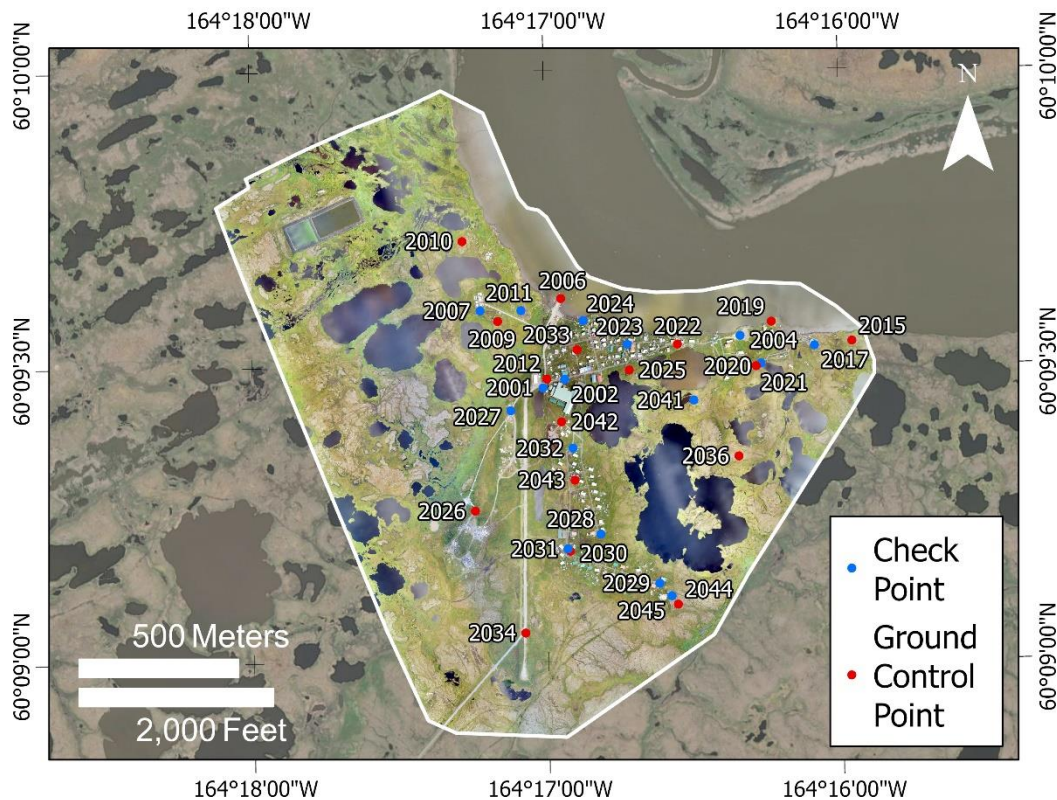 164°18'00"W 164°17'00"W 164°16'00"W
60°10'00"N
60°10'00"N
N
2010
2006
2011
2024
2007
2019
2023
2022
2015
2033
2009
2004
2017
60°09'30"N
60°09'30"N
2012
2025
2020
2021
2001
2002
2041
2027
2042
2032
2036
2043
2026
2028
2031
2030
2029
2044
2045
2034
Check
Point
Ground
Control
Point
500 Meters
2,000 Feet
60°09'00"N
60°09'00"N
164°18'00"W 164°17'00"W 164°16'00"W